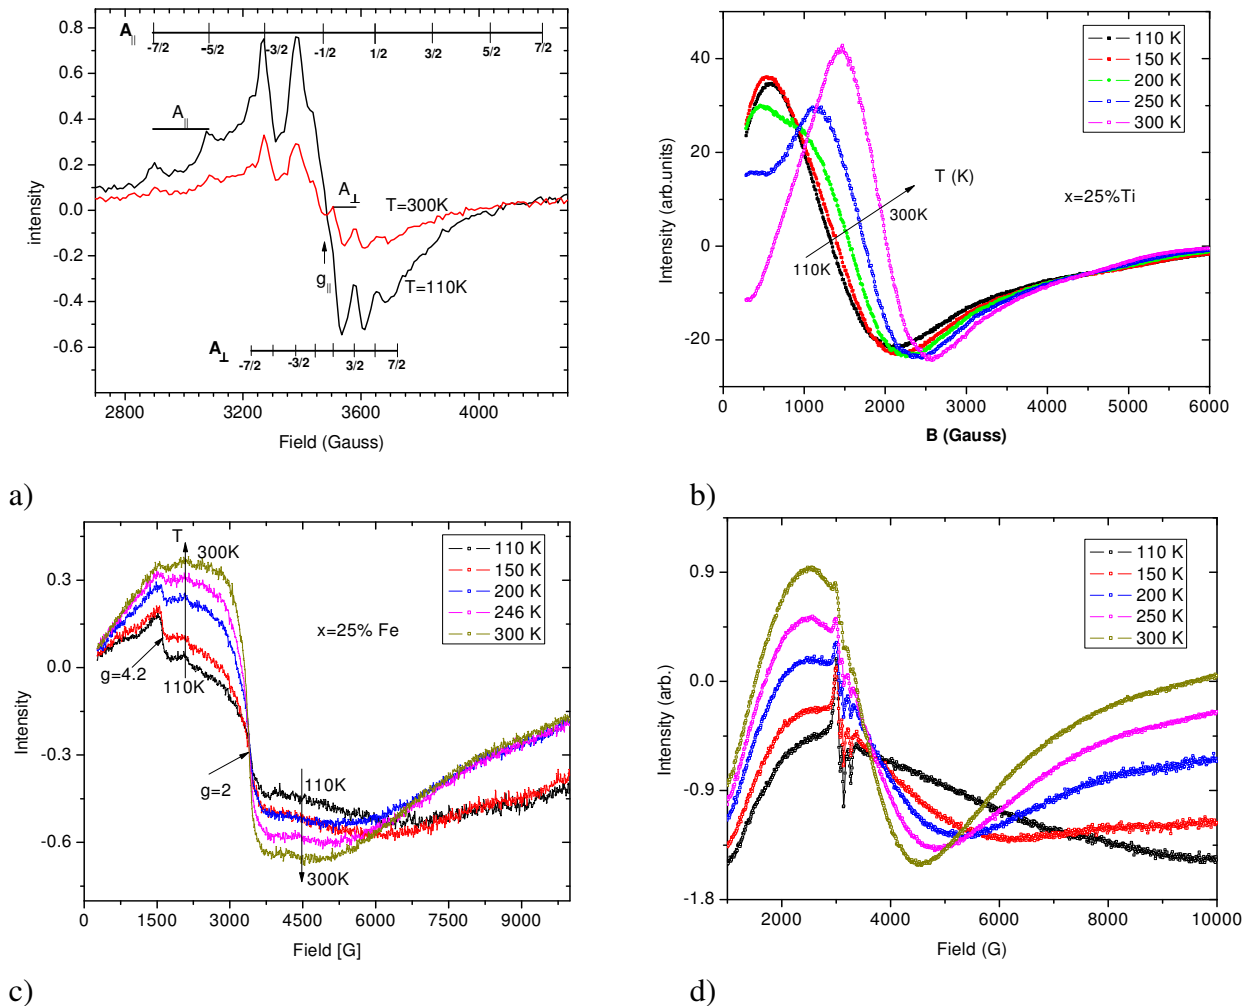 A||
-7/2 -5/2 -3/2 -1/2 1/2 3/2 5/2 7/2
A||
A⊥
T=300K
g||
T=110K
A⊥
-7/2 -3/2 3/2 7/2
0.8
0.6
0.4
0.2
0.0
-0.2
-0.4
-0.6
intensity
2800 3200 3600 4000
Field (Gauss)
a)
110 K
150 K
200 K
250 K
300 K
T (K)
300K
x=25%Ti
110K
40
20
0
-20
Intensity (arb.units)
0 1000 2000 3000 4000 5000 6000
B (Gauss)
b)
T
300K
110 K
150 K
200 K
246 K
300 K
x=25% Fe
g=4.2
110K
g=2
110K
300K
0.3
0.0
-0.3
-0.6
Intensity
0 1500 3000 4500 6000 7500 9000
Field [G]
c)
110 K
150 K
200 K
250 K
300 K
0.9
0.0
-0.9
-1.8
Intensity (arb.)
2000 4000 6000 8000 10000
Field (G)
d)